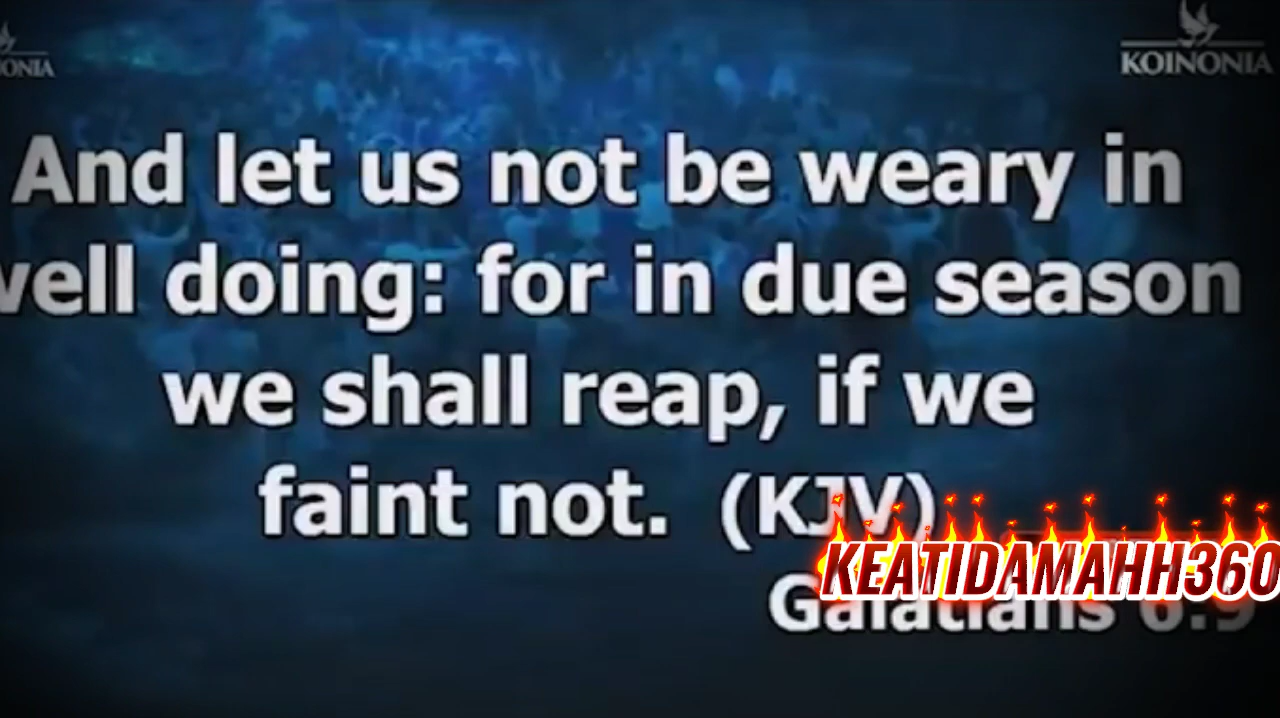 ONIA
KOINONIA
And let us not be weary in
well doing: for in due season
we shall reap, if we
faint not. (KJV)
KEATIDAMAHH360
Galatians 6:9